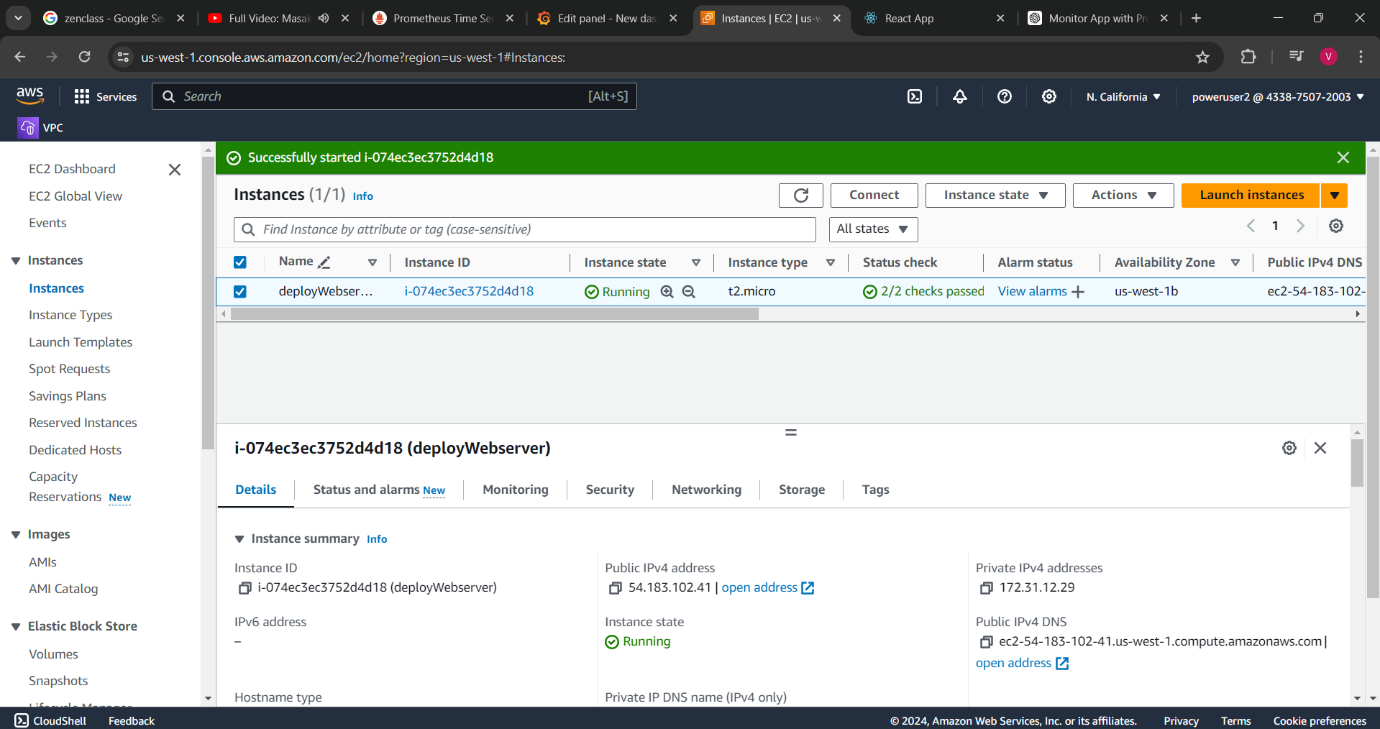 zenclass - Google Se
Full Video: Masak
Prometheus Time Ser
Edit panel - New das
Instances | EC2 | us-w
React App
Monitor App with Pr
us-west-1.console.aws.amazon.com/ec2/home?region=us-west-1#Instances:
V
aws
Services
Search
[Alt+S]
N. California
poweruser2 @ 4338-7507-2003
VPC
EC2 Dashboard
EC2 Global View
Events
Instances
Instances
Instance Types
Launch Templates
Spot Requests
Savings Plans
Reserved Instances
Dedicated Hosts
Capacity
Reservations New
Images
AMIs
AMI Catalog
Elastic Block Store
Volumes
Snapshots
Lifecycle Manager
Successfully started i-074ec3ec3752d4d18
Instances (1/1) Info
Connect
Instance state
Actions
Launch instances
Find Instance by attribute or tag (case-sensitive)
All states
1
Name
Instance ID
Instance state
Instance type
Status check
Alarm status
Availability Zone
Public IPv4 DNS
deployWebser...
i-074ec3ec3752d4d18
Running
t2.micro
2/2 checks passed
View alarms
us-west-1b
ec2-54-183-102-
i-074ec3ec3752d4d18 (deployWebserver)
Details
Status and alarms New
Monitoring
Security
Networking
Storage
Tags
Instance summary Info
Instance ID
i-074ec3ec3752d4d18 (deployWebserver)
Public IPv4 address
54.183.102.41 | open address
Private IPv4 addresses
172.31.12.29
IPv6 address
–
Instance state
Running
Public IPv4 DNS
ec2-54-183-102-41.us-west-1.compute.amazonaws.com |
open address
Hostname type
Private IP DNS name (IPv4 only)
CloudShell
Feedback
© 2024, Amazon Web Services, Inc. or its affiliates.
Privacy
Terms
Cookie preferences